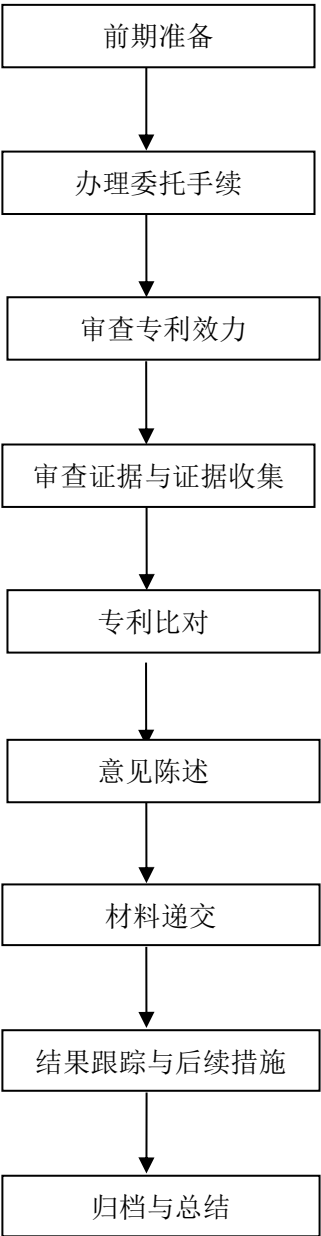 前期准备
办理委托手续
审查专利效力
审查证据与证据收集
专利比对
意见陈述
材料递交
结果跟踪与后续措施
归档与总结